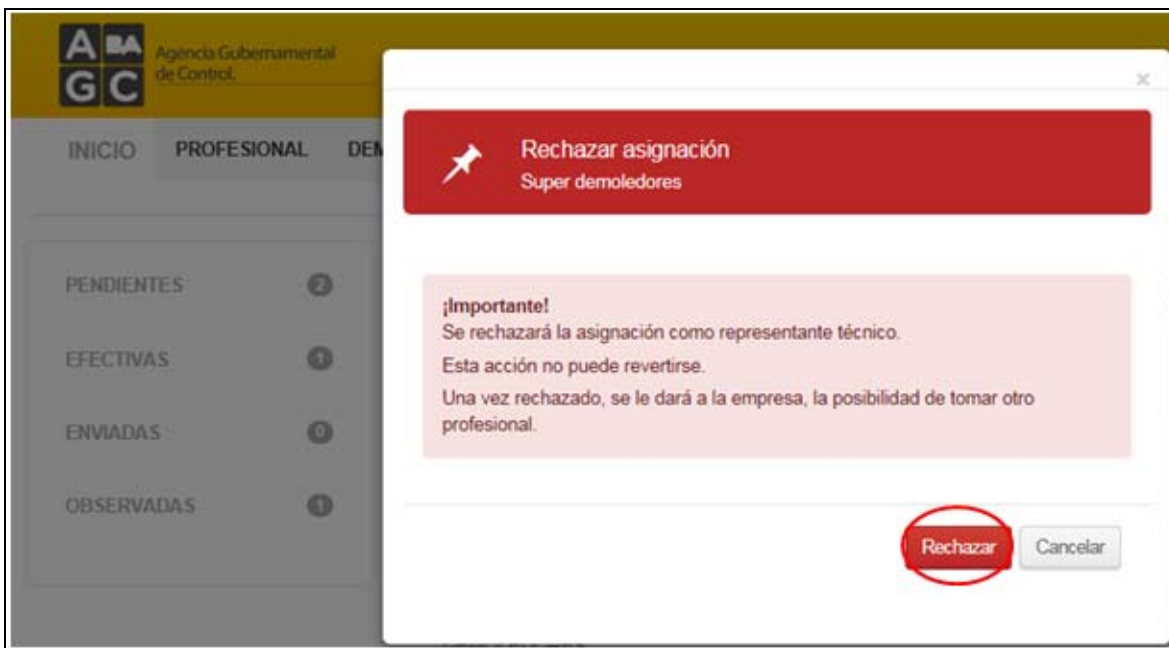 A BA
G C
Agencia Gubernamental
de Control.
×
INICIO PROFESIONAL DEM
Rechazar asignación
Super demoledores
PENDIENTES 2
EFECTIVAS 1
ENVIADAS 0
OBSERVADAS 1
¡Importante!
Se rechazará la asignación como representante técnico.
Esta acción no puede revertirse.
Una vez rechazado, se le dará a la empresa, la posibilidad de tomar otro
profesional.
Rechazar Cancelar